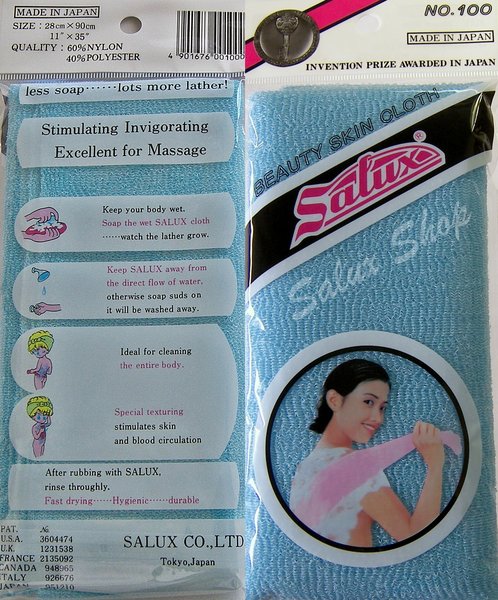 MADE IN JAPAN
SIZE : 28cm×90cm
11"×35"
QUALITY : 60%NYLON
40%POLYESTER
4 901676 001000
less soap······lots more lather!
Stimulating Invigorating
Excellent for Massage
Keep your body wet.
Soap the wet SALUX cloth
······watch the lather grow.
Keep SALUX away from
the direct flow of water,
otherwise soap suds on
it will be washed away.
Ideal for cleaning
the entire body.
Special texturing
stimulates skin
and blood circulation
After rubbing with SALUX,
rinse throughly.
Fast drying······Hygienic······durable
PAT. №
U.S.A. 3604474
U.K. 1231538
FRANCE 2135092
CANADA 948965
ITALY 926676
JAPAN 951210
SALUX CO.,LTD
Tokyo,Japan
NO.100
MADE IN JAPAN
INVENTION PRIZE AWARDED IN JAPAN
BEAUTY SKIN CLOTH
Salux®
Salux Shop